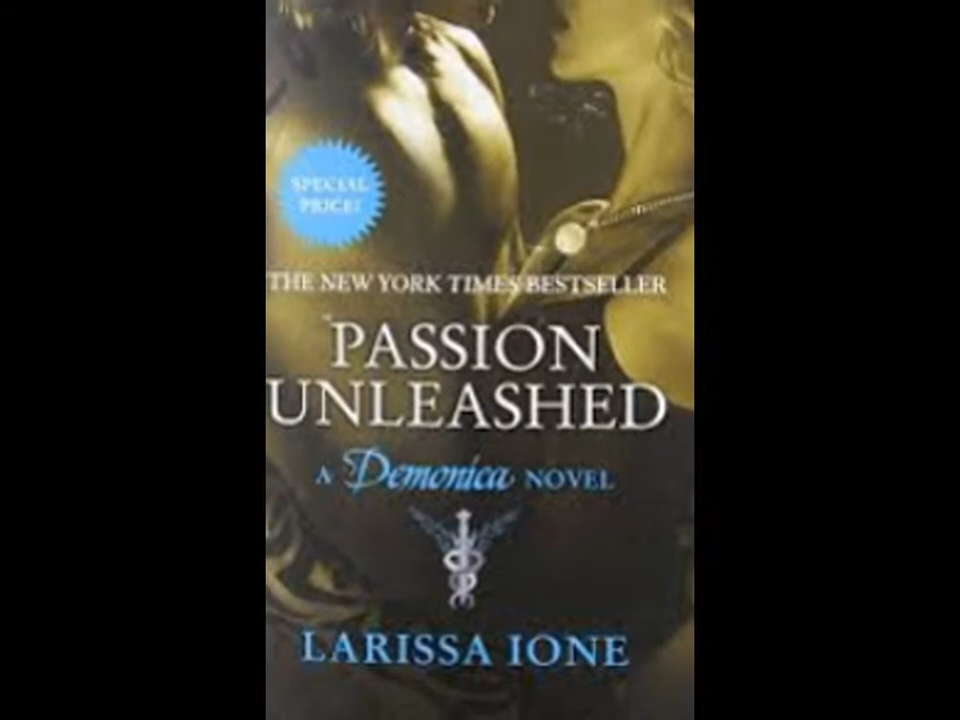 SPECIAL
PRICE!
THE NEW YORK TIMES BESTSELLER
PASSION
UNLEASHED
A Demonica NOVEL
LARISSA IONE